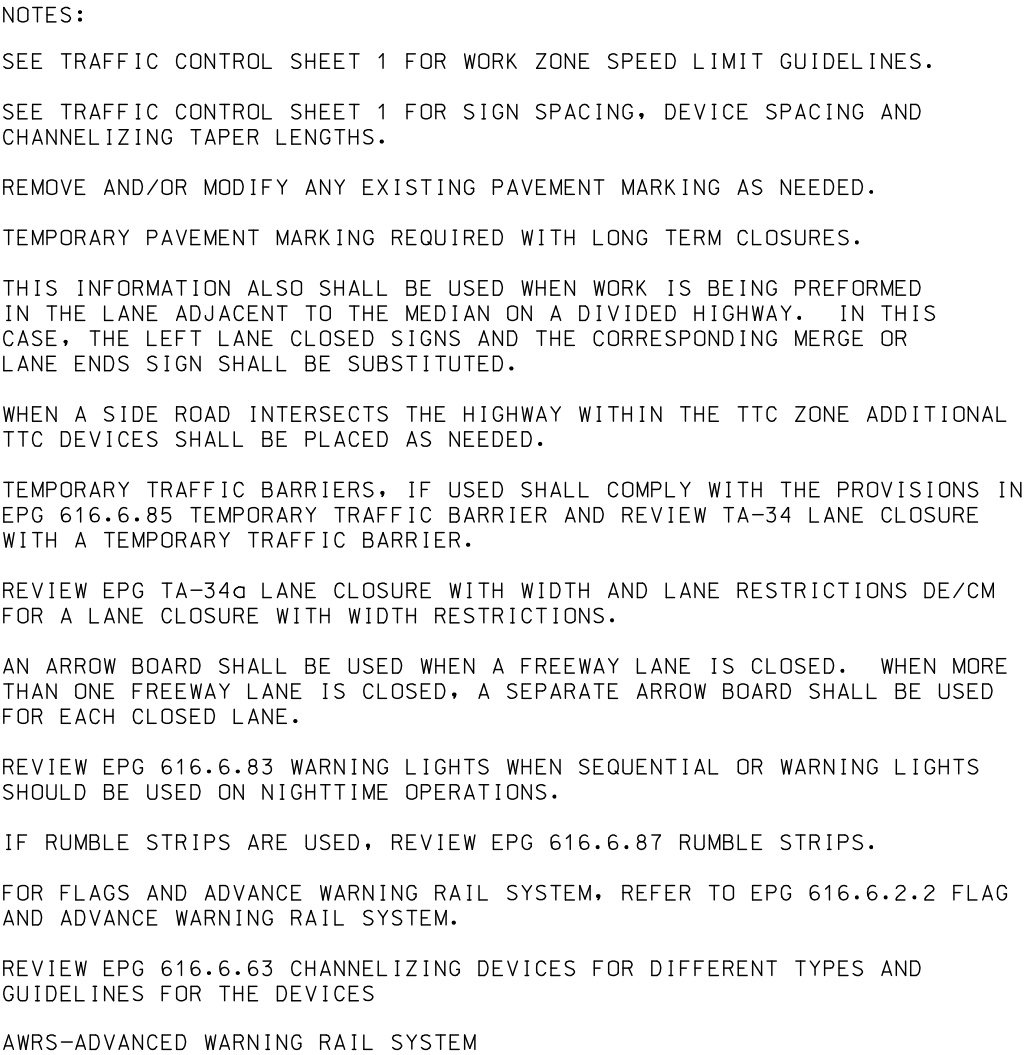 NOTES:
SEE TRAFFIC CONTROL SHEET 1 FOR WORK ZONE SPEED LIMIT GUIDELINES.
SEE TRAFFIC CONTROL SHEET 1 FOR SIGN SPACING, DEVICE SPACING AND
CHANNELIZING TAPER LENGTHS.
REMOVE AND/OR MODIFY ANY EXISTING PAVEMENT MARKING AS NEEDED.
TEMPORARY PAVEMENT MARKING REQUIRED WITH LONG TERM CLOSURES.
THIS INFORMATION ALSO SHALL BE USED WHEN WORK IS BEING PREFORMED
IN THE LANE ADJACENT TO THE MEDIAN ON A DIVIDED HIGHWAY.  IN THIS
CASE, THE LEFT LANE CLOSED SIGNS AND THE CORRESPONDING MERGE OR
LANE ENDS SIGN SHALL BE SUBSTITUTED.
WHEN A SIDE ROAD INTERSECTS THE HIGHWAY WITHIN THE TTC ZONE ADDITIONAL
TTC DEVICES SHALL BE PLACED AS NEEDED.
TEMPORARY TRAFFIC BARRIERS, IF USED SHALL COMPLY WITH THE PROVISIONS IN
EPG 616.6.85 TEMPORARY TRAFFIC BARRIER AND REVIEW TA-34 LANE CLOSURE
WITH A TEMPORARY TRAFFIC BARRIER.
REVIEW EPG TA-34a LANE CLOSURE WITH WIDTH AND LANE RESTRICTIONS DE/CM
FOR A LANE CLOSURE WITH WIDTH RESTRICTIONS.
AN ARROW BOARD SHALL BE USED WHEN A FREEWAY LANE IS CLOSED.  WHEN MORE
THAN ONE FREEWAY LANE IS CLOSED, A SEPARATE ARROW BOARD SHALL BE USED
FOR EACH CLOSED LANE.
REVIEW EPG 616.6.83 WARNING LIGHTS WHEN SEQUENTIAL OR WARNING LIGHTS
SHOULD BE USED ON NIGHTTIME OPERATIONS.
IF RUMBLE STRIPS ARE USED, REVIEW EPG 616.6.87 RUMBLE STRIPS.
FOR FLAGS AND ADVANCE WARNING RAIL SYSTEM, REFER TO EPG 616.6.2.2 FLAG
AND ADVANCE WARNING RAIL SYSTEM.
REVIEW EPG 616.6.63 CHANNELIZING DEVICES FOR DIFFERENT TYPES AND
GUIDELINES FOR THE DEVICES
AWRS-ADVANCED WARNING RAIL SYSTEM